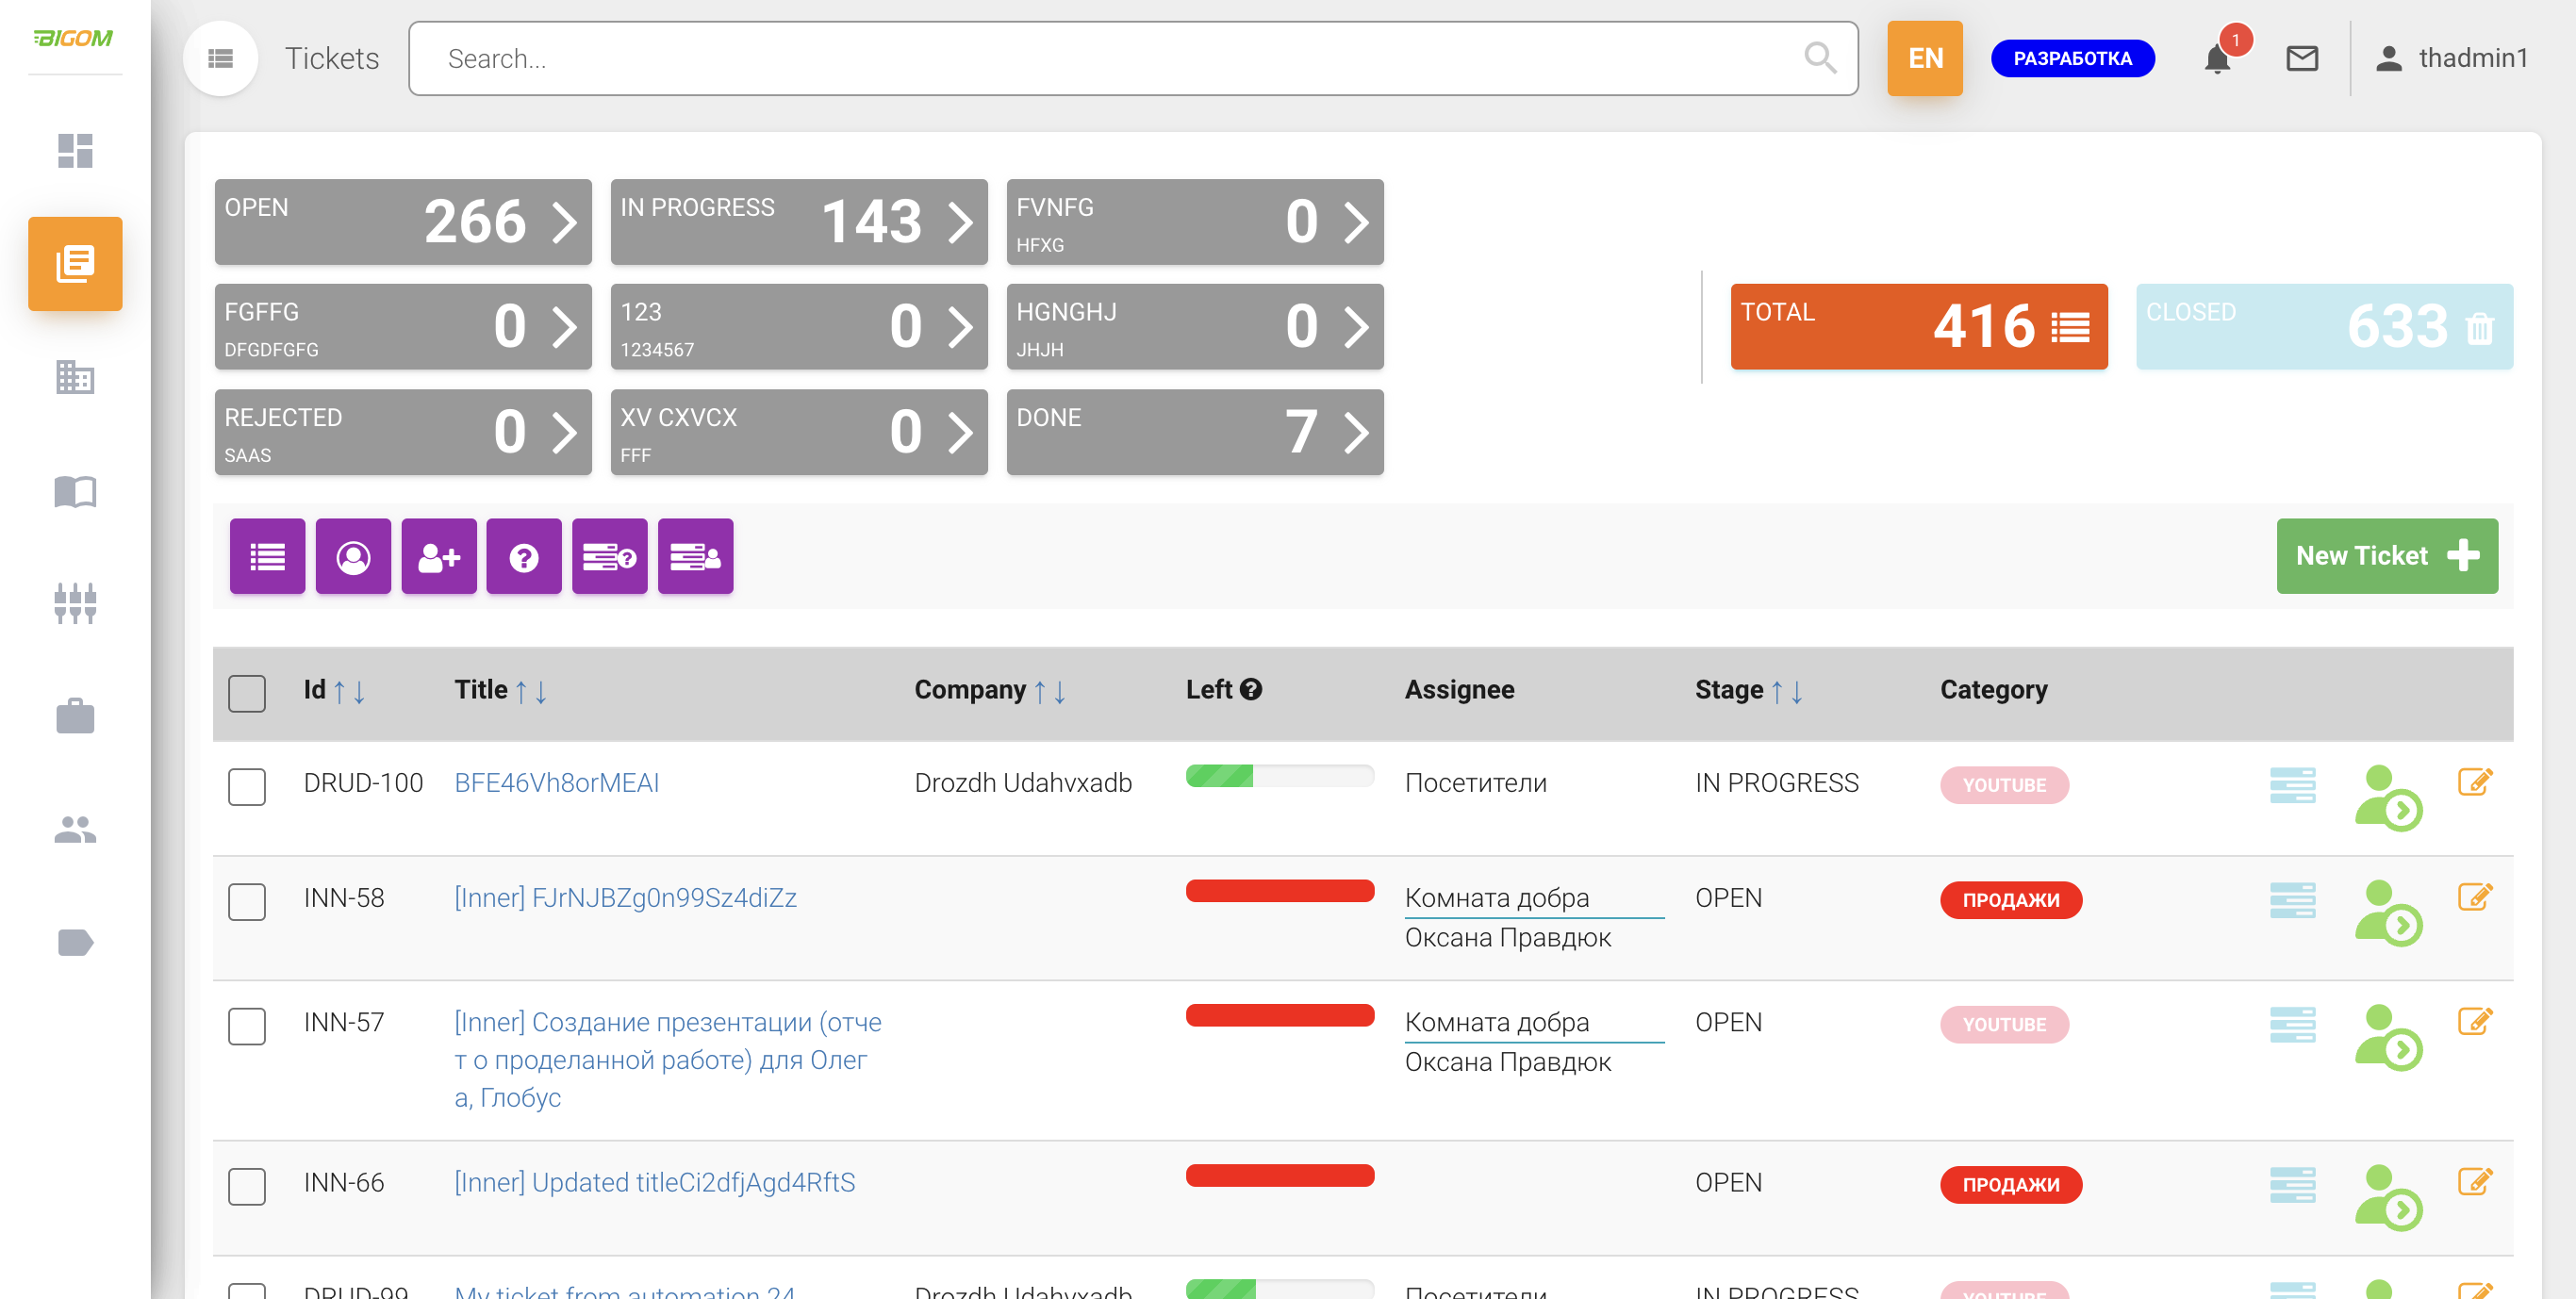 BIGOM
Tickets
Search...
EN
РАЗРАБОТКА
1
thadmin1
OPEN
266
IN PROGRESS
143
FVNFG
HFXG
0
FGFFG
DFGDFGFG
0
123
1234567
0
HGNGHJ
JHJH
0
TOTAL
416
CLOSED
633
REJECTED
SAAS
0
XV CXVCX
FFF
0
DONE
7
New Ticket
Id
Title
Company
Left
Assignee
Stage
Category
DRUD-100
BFE46Vh8orMEAI
Drozdh Udahvxadb
Посетители
IN PROGRESS
YOUTUBE
INN-58
[Inner] FJrNJBZg0n99Sz4diZz
Комната добра
Оксана Правдюк
OPEN
ПРОДАЖИ
INN-57
[Inner] Создание презентации (отче
т о проделанной работе) для Олег
а, Глобус
Комната добра
Оксана Правдюк
OPEN
YOUTUBE
INN-66
[Inner] Updated titleCi2dfjAgd4RftS
OPEN
ПРОДАЖИ
DRUD-99
My ticket from automation 24
Drozdh Udahvxadb
Посетители
IN PROGRESS
YOUTUBE